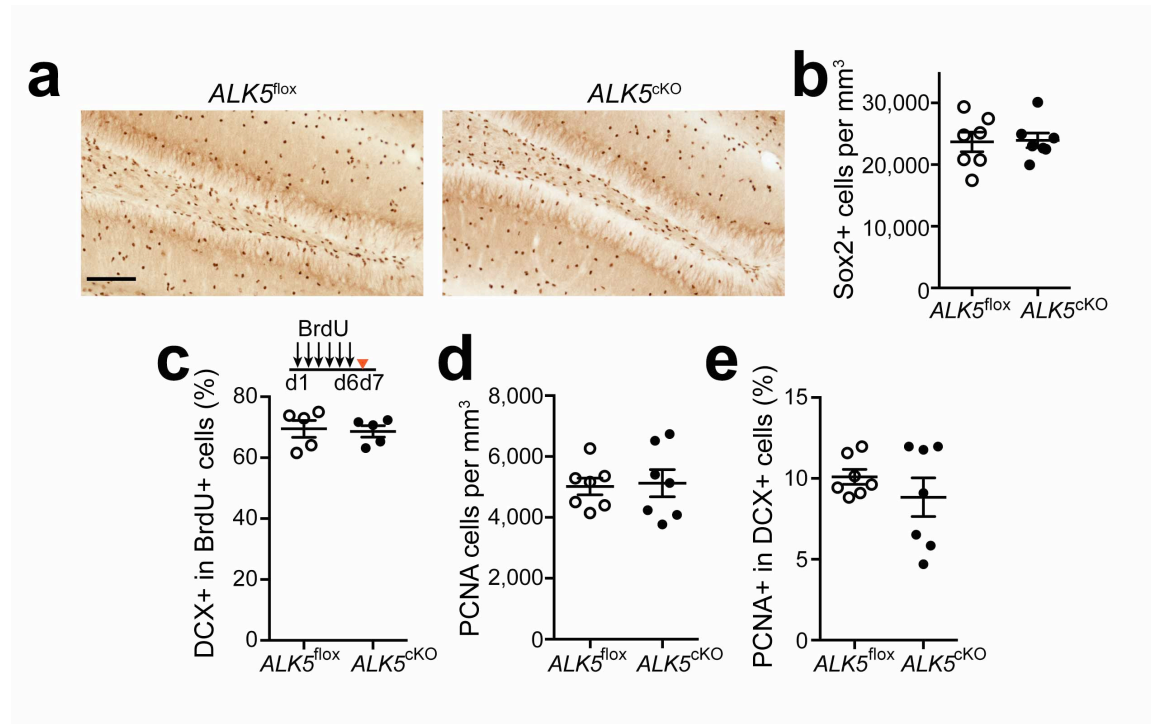 a
ALK5flox
ALK5cKO
b
Sox2+ cells per mm³
30,000
20,000
10,000
0
ALK5flox ALK5cKO
c
BrdU
d1 d6d7
DCX+ in BrdU+ cells (%)
80
60
40
20
0
ALK5flox ALK5cKO
d
PCNA cells per mm³
8,000
6,000
4,000
2,000
0
ALK5flox ALK5cKO
e
PCNA+ in DCX+ cells (%)
15
10
5
0
ALK5flox ALK5cKO